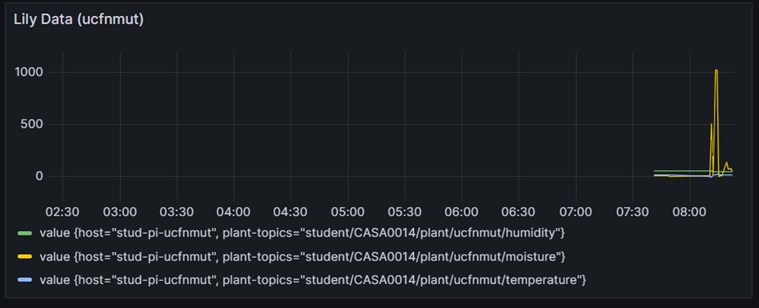 Lily Data (ucfnmut)
1000
500
0
02:30 03:00 03:30 04:00 04:30 05:00 05:30 06:00 06:30 07:00 07:30 08:00
value {host="stud-pi-ucfnmut", plant-topics="student/CASA0014/plant/ucfnmut/humidity"}
value {host="stud-pi-ucfnmut", plant-topics="student/CASA0014/plant/ucfnmut/moisture"}
value {host="stud-pi-ucfnmut", plant-topics="student/CASA0014/plant/ucfnmut/temperature"}